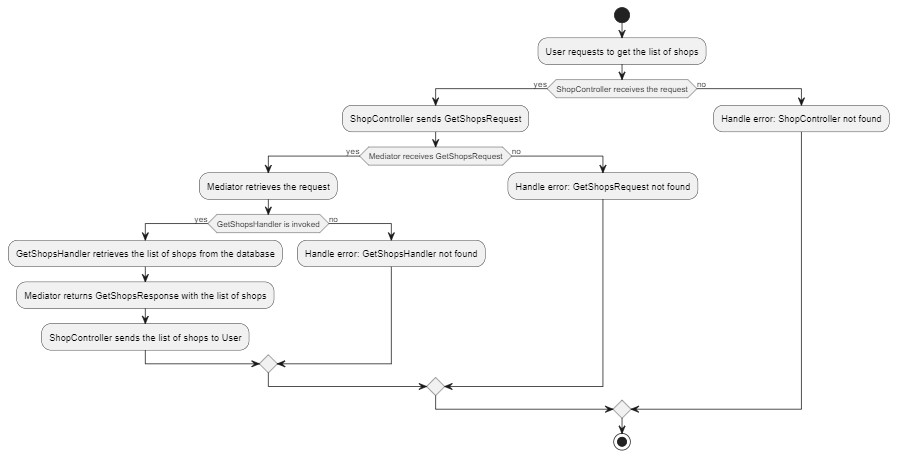 User requests to get the list of shops
yes
ShopController receives the request
no
ShopController sends GetShopsRequest
Handle error: ShopController not found
yes
Mediator receives GetShopsRequest
no
Mediator retrieves the request
Handle error: GetShopsRequest not found
yes
GetShopsHandler is invoked
no
GetShopsHandler retrieves the list of shops from the database
Handle error: GetShopsHandler not found
Mediator returns GetShopsResponse with the list of shops
ShopController sends the list of shops to User